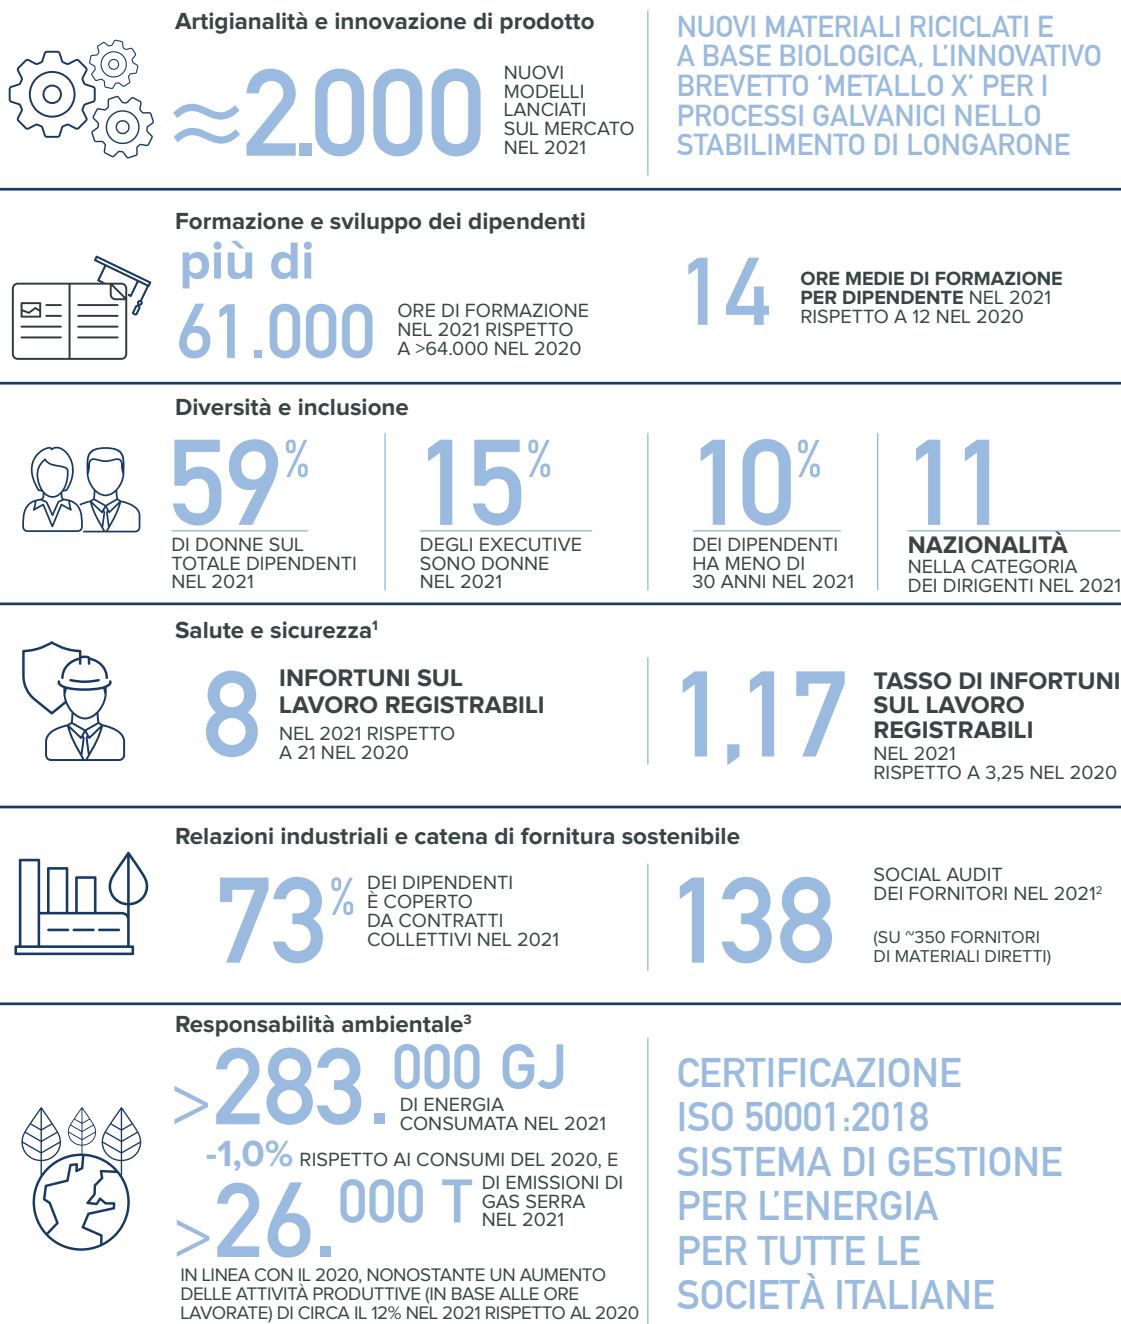 Artigianalità e innovazione di prodotto
≈2.000
NUOVI
MODELLI
LANCIATI
SUL MERCATO
NEL 2021
NUOVI MATERIALI RICICLATI E
A BASE BIOLOGICA, L’INNOVATIVO
BREVETTO ‘METALLO X’ PER I
PROCESSI GALVANICI NELLO
STABILIMENTO DI LONGARONE
Formazione e sviluppo dei dipendenti
più di
61.000
ORE DI FORMAZIONE
NEL 2021 RISPETTO
A >64.000 NEL 2020
14
ORE MEDIE DI FORMAZIONE
PER DIPENDENTE NEL 2021
RISPETTO A 12 NEL 2020
Diversità e inclusione
59%
DI DONNE SUL
TOTALE DIPENDENTI
NEL 2021
15%
DEGLI EXECUTIVE
SONO DONNE
NEL 2021
10%
DEI DIPENDENTI
HA MENO DI
30 ANNI NEL 2021
11
NAZIONALITÀ
NELLA CATEGORIA
DEI DIRIGENTI NEL 2021
Salute e sicurezza¹
8
INFORTUNI SUL
LAVORO REGISTRABILI
NEL 2021 RISPETTO
A 21 NEL 2020
1,17
TASSO DI INFORTUNI
SUL LAVORO
REGISTRABILI
NEL 2021
RISPETTO A 3,25 NEL 2020
Relazioni industriali e catena di fornitura sostenibile
73%
DEI DIPENDENTI
È COPERTO
DA CONTRATTI
COLLETTIVI NEL 2021
138
SOCIAL AUDIT
DEI FORNITORI NEL 2021²
(SU ~350 FORNITORI
DI MATERIALI DIRETTI)
Responsabilità ambientale³
>283.000 GJ
DI ENERGIA
CONSUMATA NEL 2021
-1,0% RISPETTO AI CONSUMI DEL 2020, E
>26.000 T
DI EMISSIONI DI
GAS SERRA
NEL 2021
IN LINEA CON IL 2020, NONOSTANTE UN AUMENTO
DELLE ATTIVITÀ PRODUTTIVE (IN BASE ALLE ORE
LAVORATE) DI CIRCA IL 12% NEL 2021 RISPETTO AL 2020
CERTIFICAZIONE
ISO 50001:2018
SISTEMA DI GESTIONE
PER L’ENERGIA
PER TUTTE LE
SOCIETÀ ITALIANE